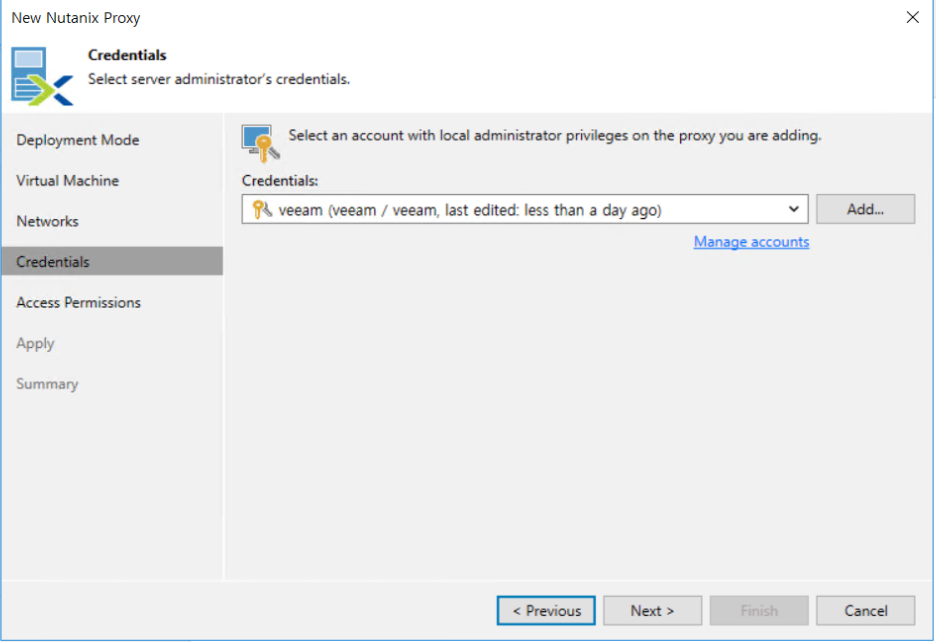 New Nutanix Proxy
Credentials
Select server administrator's credentials.
Deployment Mode
Virtual Machine
Networks
Credentials
Access Permissions
Apply
Summary
Select an account with local administrator privileges on the proxy you are adding.
Credentials:
veeam (veeam / veeam, last edited: less than a day ago)
Add...
Manage accounts
< Previous
Next >
Finish
Cancel